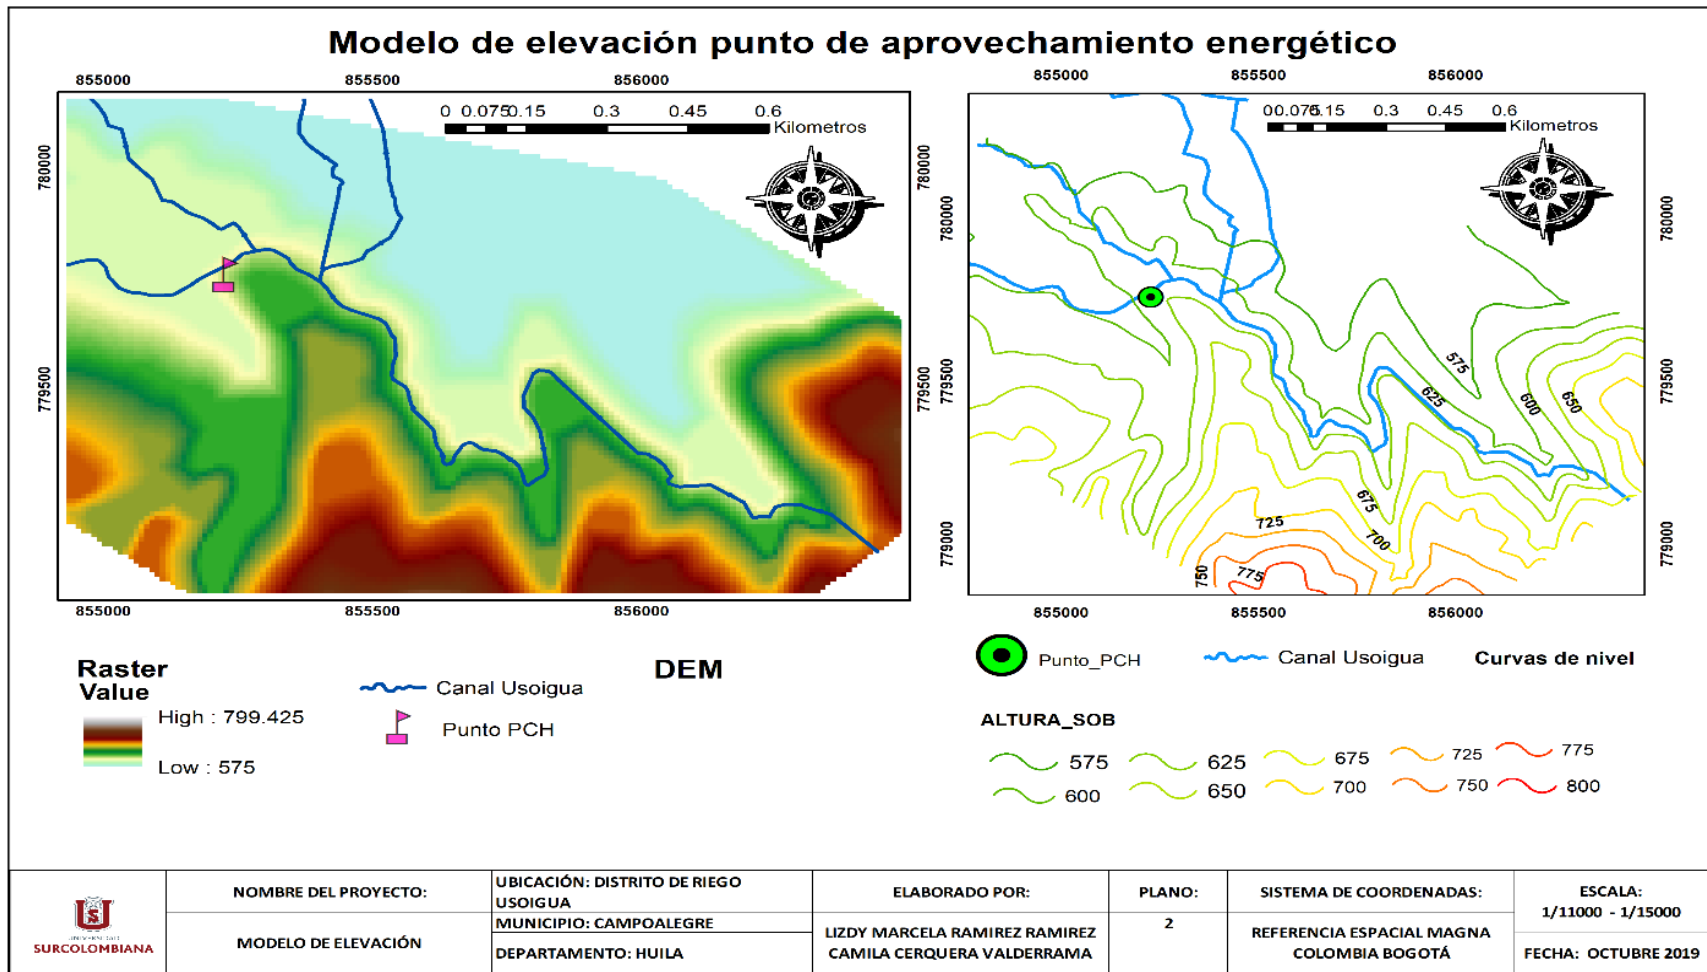 Modelo de elevación punto de aprovechamiento energético
855000 855500 856000
0 0.075 0.15 0.3 0.45 0.6
Kilometros
780000
779500
780000
779500
779000
855000 855500 856000
855000 855500 856000
0 0.075 0.15 0.3 0.45 0.6
Kilometros
780000
779500
779000
575
625
600
650
675
700
725
750
775
855000 855500 856000
Raster
Value
High : 799.425
Low : 575
DEM
Canal Usoigua
Punto PCH
Punto_PCH
Canal Usoigua
Curvas de nivel
ALTURA_SOB
575 625 675 725 775
600 650 700 750 800
UNIVERSIDAD
SURCOLOMBIANA
NOMBRE DEL PROYECTO:
MODELO DE ELEVACIÓN
UBICACIÓN: DISTRITO DE RIEGO
USOIGUA
MUNICIPIO: CAMPOALEGRE
DEPARTAMENTO: HUILA
ELABORADO POR:
LIZDY MARCELA RAMIREZ RAMIREZ
CAMILA CERQUERA VALDERRAMA
PLANO:
2
SISTEMA DE COORDENADAS:
REFERENCIA ESPACIAL MAGNA
COLOMBIA BOGOTÁ
ESCALA:
1/11000 - 1/15000
FECHA: OCTUBRE 2019